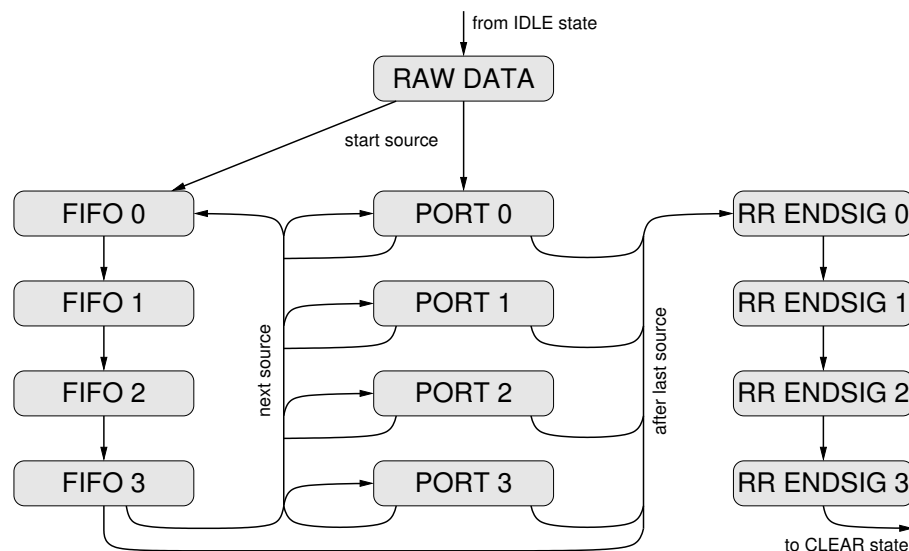 from IDLE state
RAW DATA
start source
FIFO 0
PORT 0
RR ENDSIG 0
FIFO 1
PORT 1
RR ENDSIG 1
next source
after last source
FIFO 2
PORT 2
RR ENDSIG 2
FIFO 3
PORT 3
RR ENDSIG 3
to CLEAR state